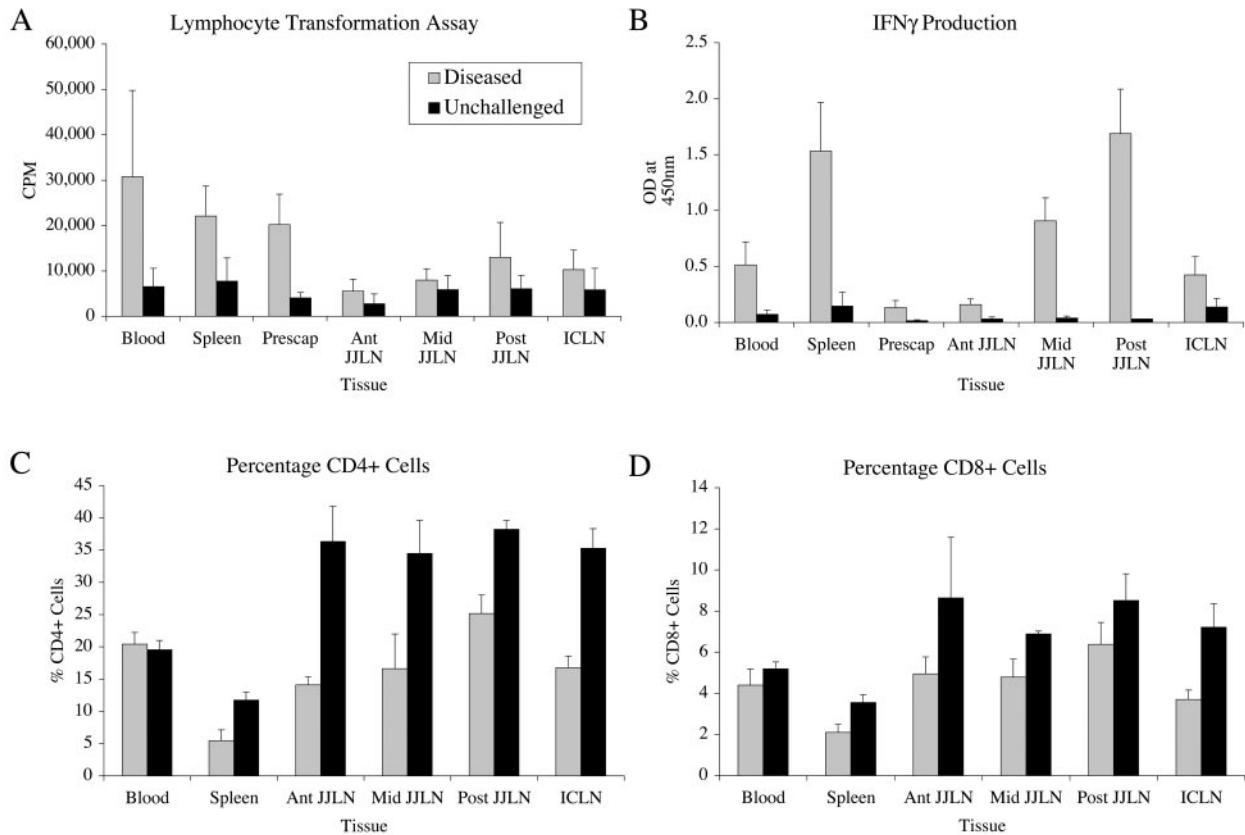 A
Lymphocyte Transformation Assay
60,000
50,000
40,000
30,000
20,000
10,000
0
CPM
Diseased
Unchallenged
Blood
Spleen
Prescap
Ant
JJLN
Mid
JJLN
Post
JJLN
ICLN
Tissue
B
IFNγ Production
2.5
2.0
1.5
1.0
0.5
0.0
OD at
450nm
Blood
Spleen
Prescap
Ant JJLN
Mid
JJLN
Post
JJLN
ICLN
Tissue
C
Percentage CD4+ Cells
45
40
35
30
25
20
15
10
5
0
% CD4+ Cells
Blood
Spleen
Ant JJLN
Mid JJLN
Post JJLN
ICLN
Tissue
D
Percentage CD8+ Cells
14
12
10
8
6
4
2
0
% CD8+ Cells
Blood
Spleen
Ant JJLN
Mid JJLN
Post JJLN
ICLN
Tissue